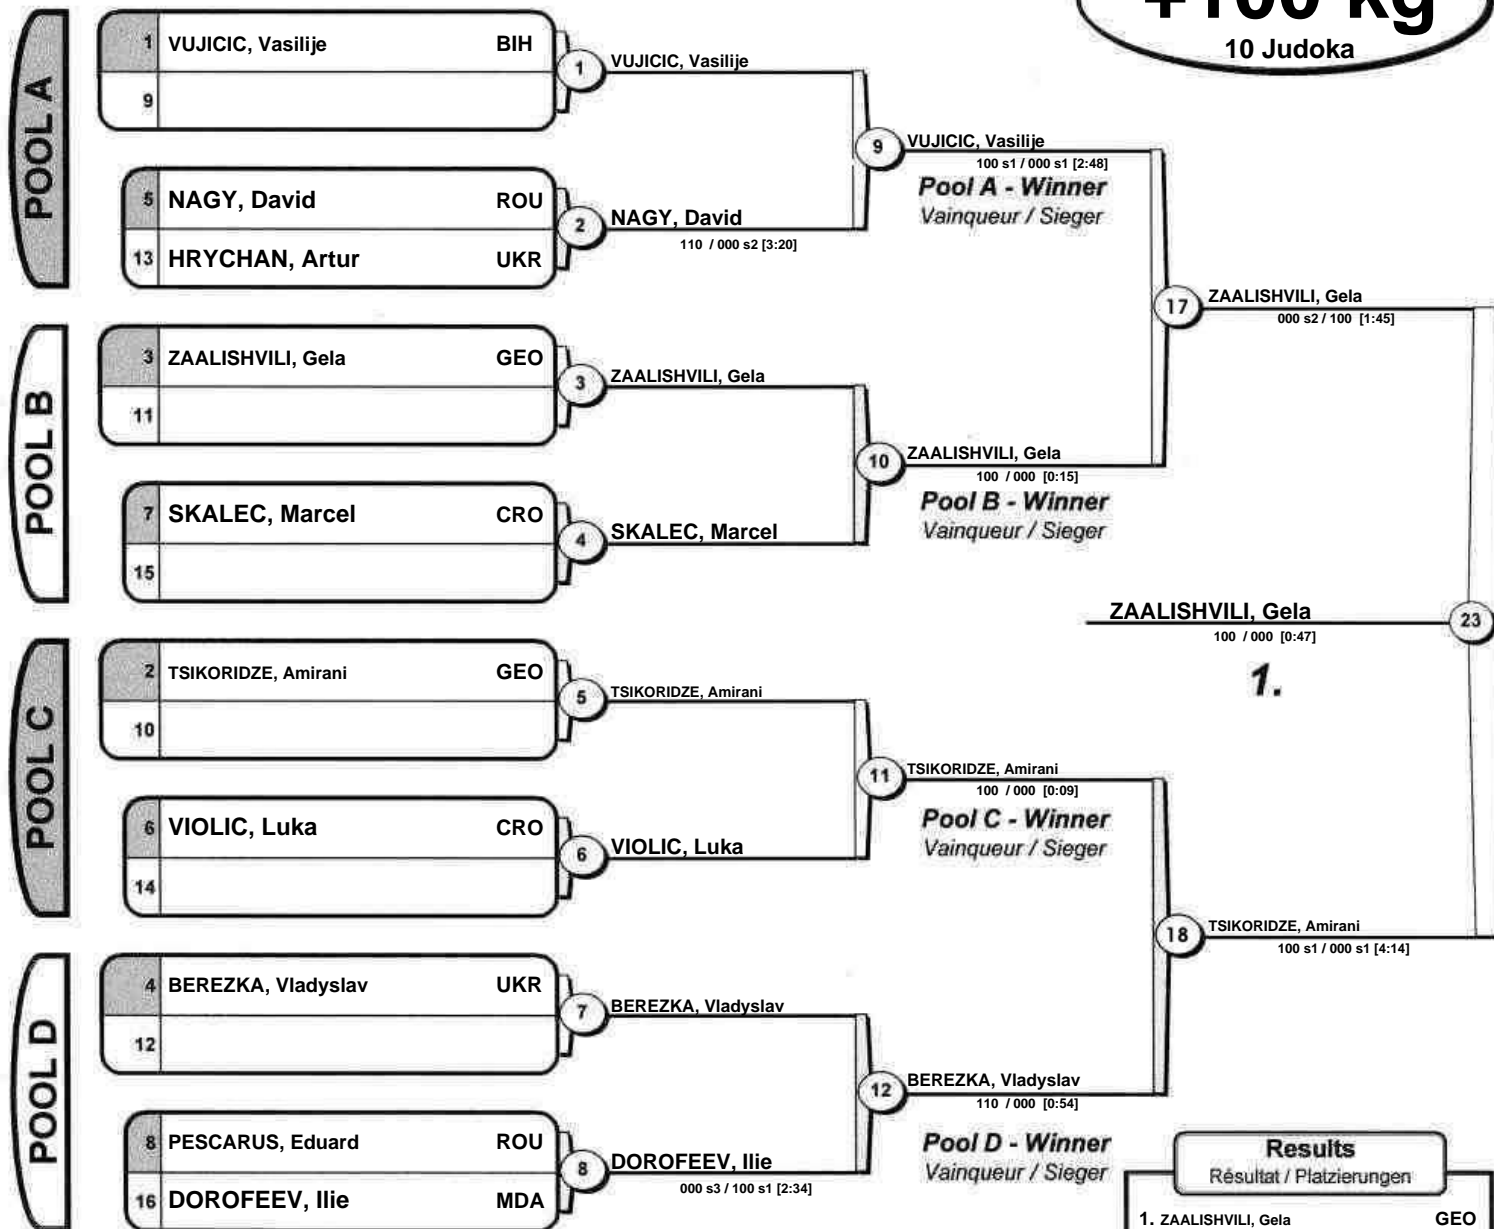 +100 kg
10 Judoka
POOL A
1 VUJICIC, Vasilije BIH
9
5 NAGY, David ROU
13 HRYCHAN, Artur UKR
1 VUJICIC, Vasilije
2 NAGY, David
110 / 000 s2 [3:20]
9 VUJICIC, Vasilije
100 s1 / 000 s1 [2:48]
Pool A - Winner
Vainqueur / Sieger
POOL B
3 ZAALISHVILI, Gela GEO
11
7 SKALEC, Marcel CRO
15
3 ZAALISHVILI, Gela
4 SKALEC, Marcel
10 ZAALISHVILI, Gela
100 / 000 [0:15]
Pool B - Winner
Vainqueur / Sieger
17 ZAALISHVILI, Gela
000 s2 / 100 [1:45]
ZAALISHVILI, Gela 23
100 / 000 [0:47]
1.
POOL C
2 TSIKORIDZE, Amirani GEO
10
6 VIOLIC, Luka CRO
14
5 TSIKORIDZE, Amirani
6 VIOLIC, Luka
11 TSIKORIDZE, Amirani
100 / 000 [0:09]
Pool C - Winner
Vainqueur / Sieger
18 TSIKORIDZE, Amirani
100 s1 / 000 s1 [4:14]
POOL D
4 BEREZKA, Vladyslav UKR
12
8 PESCARUS, Eduard ROU
16 DOROFEEV, Ilie MDA
7 BEREZKA, Vladyslav
8 DOROFEEV, Ilie
000 s3 / 100 s1 [2:34]
12 BEREZKA, Vladyslav
110 / 000 [0:54]
Pool D - Winner
Vainqueur / Sieger
Results
Résultat / Platzierungen
1. ZAALISHVILI, Gela GEO